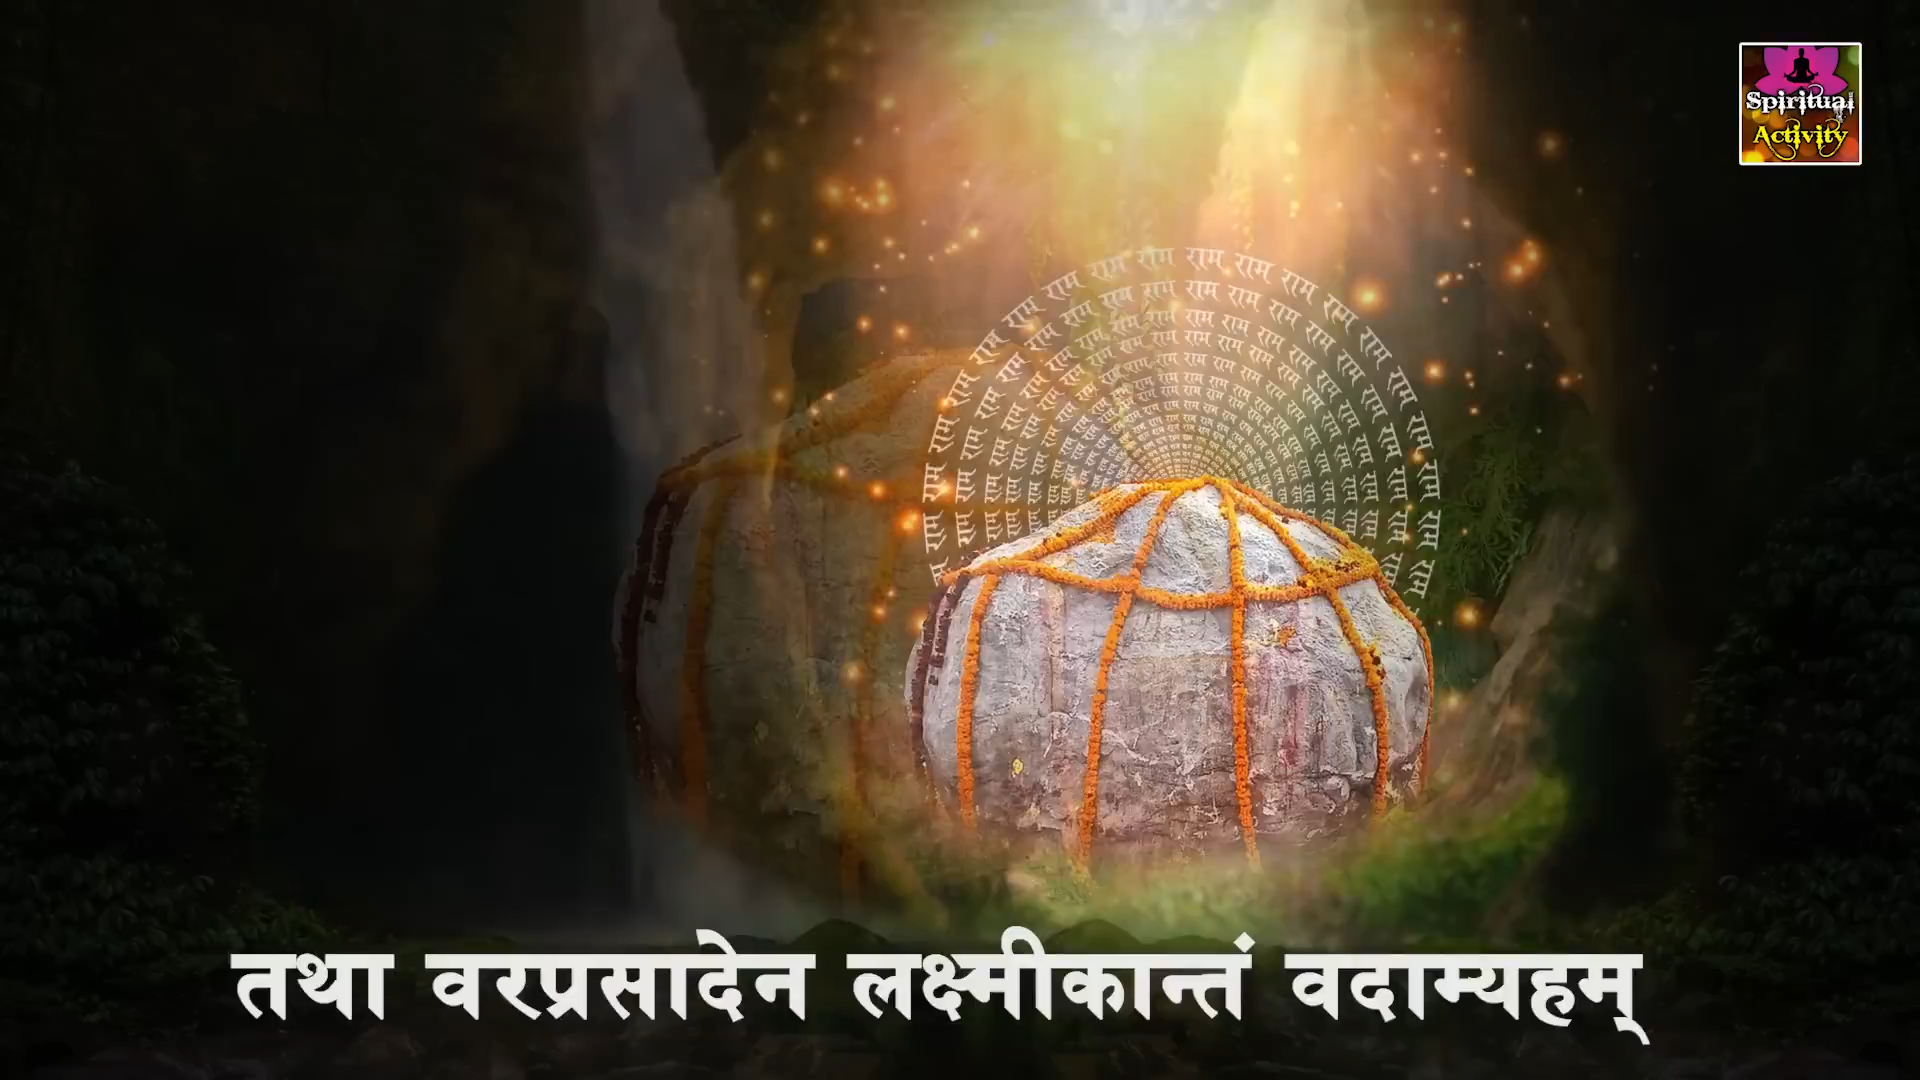 Spiritual
Activity
राम राम राम राम राम राम राम राम राम राम राम राम राम राम राम राम राम राम
तथा वरप्रसादेन लक्ष्मीकान्तं वदाम्यहम्